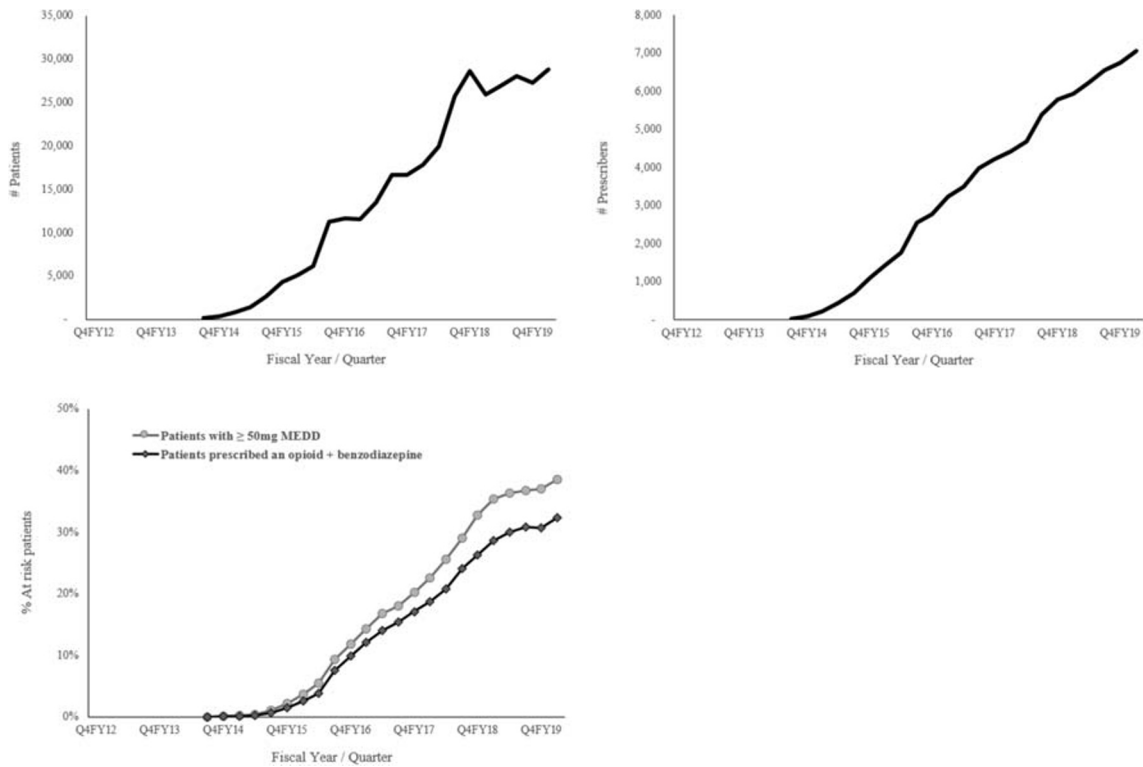 35,000
30,000
25,000
20,000
15,000
10,000
5,000
-
# Patients
Q4FY12 Q4FY13 Q4FY14 Q4FY15 Q4FY16 Q4FY17 Q4FY18 Q4FY19
Fiscal Year / Quarter
8,000
7,000
6,000
5,000
4,000
3,000
2,000
1,000
-
# Prescribers
Q4FY12 Q4FY13 Q4FY14 Q4FY15 Q4FY16 Q4FY17 Q4FY18 Q4FY19
Fiscal Year / Quarter
50%
40%
30%
20%
10%
0%
% At risk patients
Patients with ≥ 50mg MEDD
Patients prescribed an opioid + benzodiazepine
Q4FY12 Q4FY13 Q4FY14 Q4FY15 Q4FY16 Q4FY17 Q4FY18 Q4FY19
Fiscal Year / Quarter